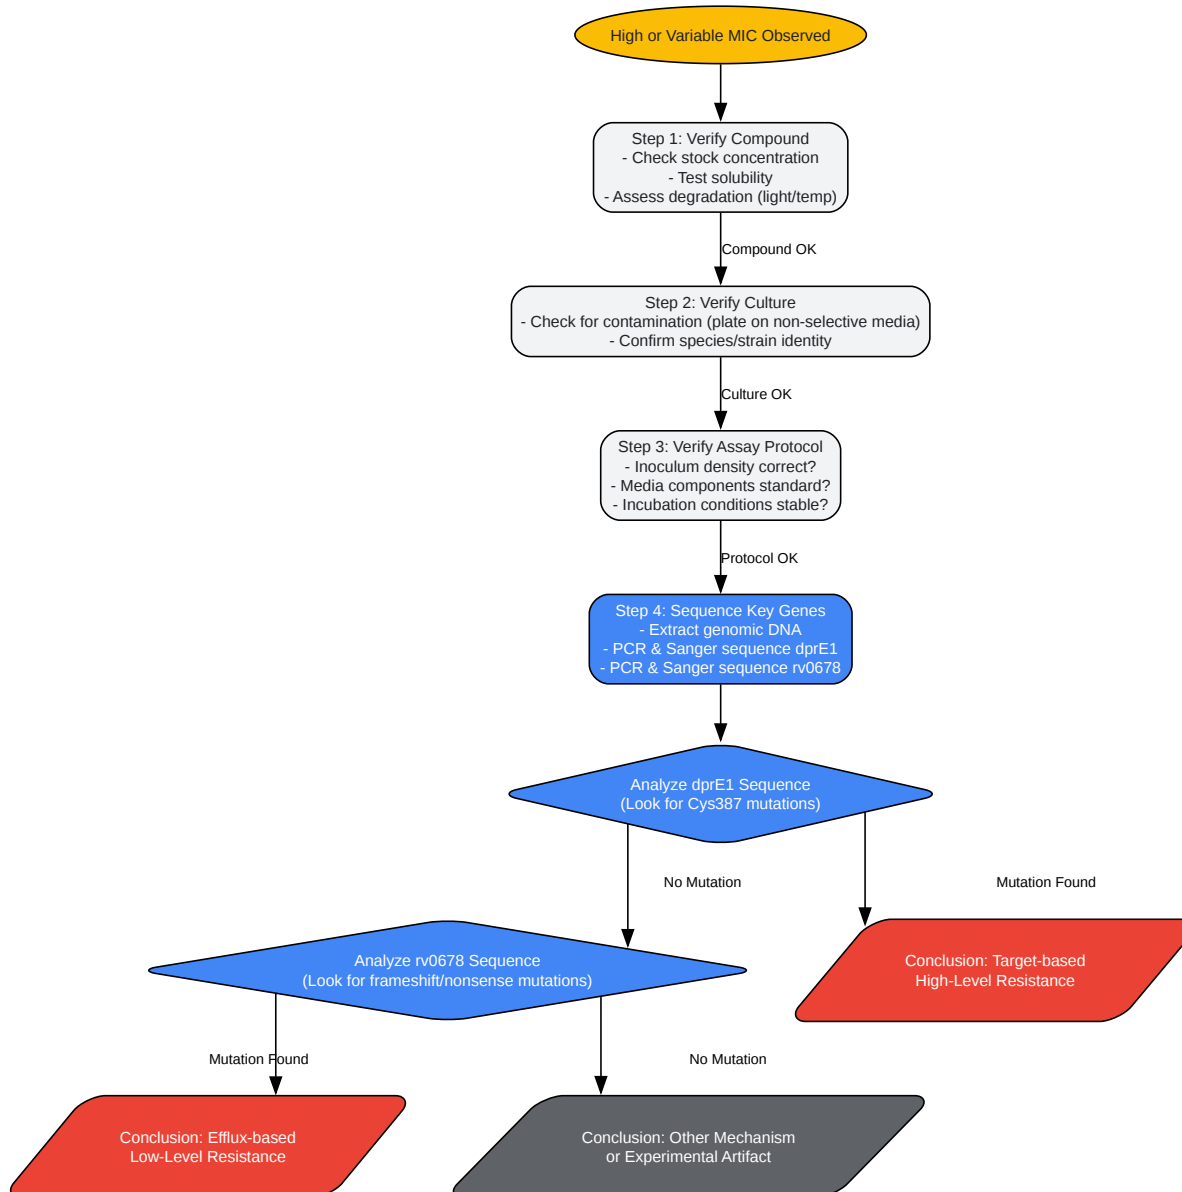 High or Variable MIC Observed
Step 1: Verify Compound
- Check stock concentration
- Test solubility
- Assess degradation (light/temp)
Compound OK
Step 2: Verify Culture
- Check for contamination (plate on non-selective media)
- Confirm species/strain identity
Culture OK
Step 3: Verify Assay Protocol
- Inoculum density correct?
- Media components standard?
- Incubation conditions stable?
Protocol OK
Step 4: Sequence Key Genes
- Extract genomic DNA
- PCR & Sanger sequence dprE1
- PCR & Sanger sequence rv0678
Analyze dprE1 Sequence
(Look for Cys387 mutations)
No Mutation
Mutation Found
Analyze rv0678 Sequence
(Look for frameshift/nonsense mutations)
Conclusion: Target-based
High-Level Resistance
Mutation Found
No Mutation
Conclusion: Efflux-based
Low-Level Resistance
Conclusion: Other Mechanism
or Experimental Artifact